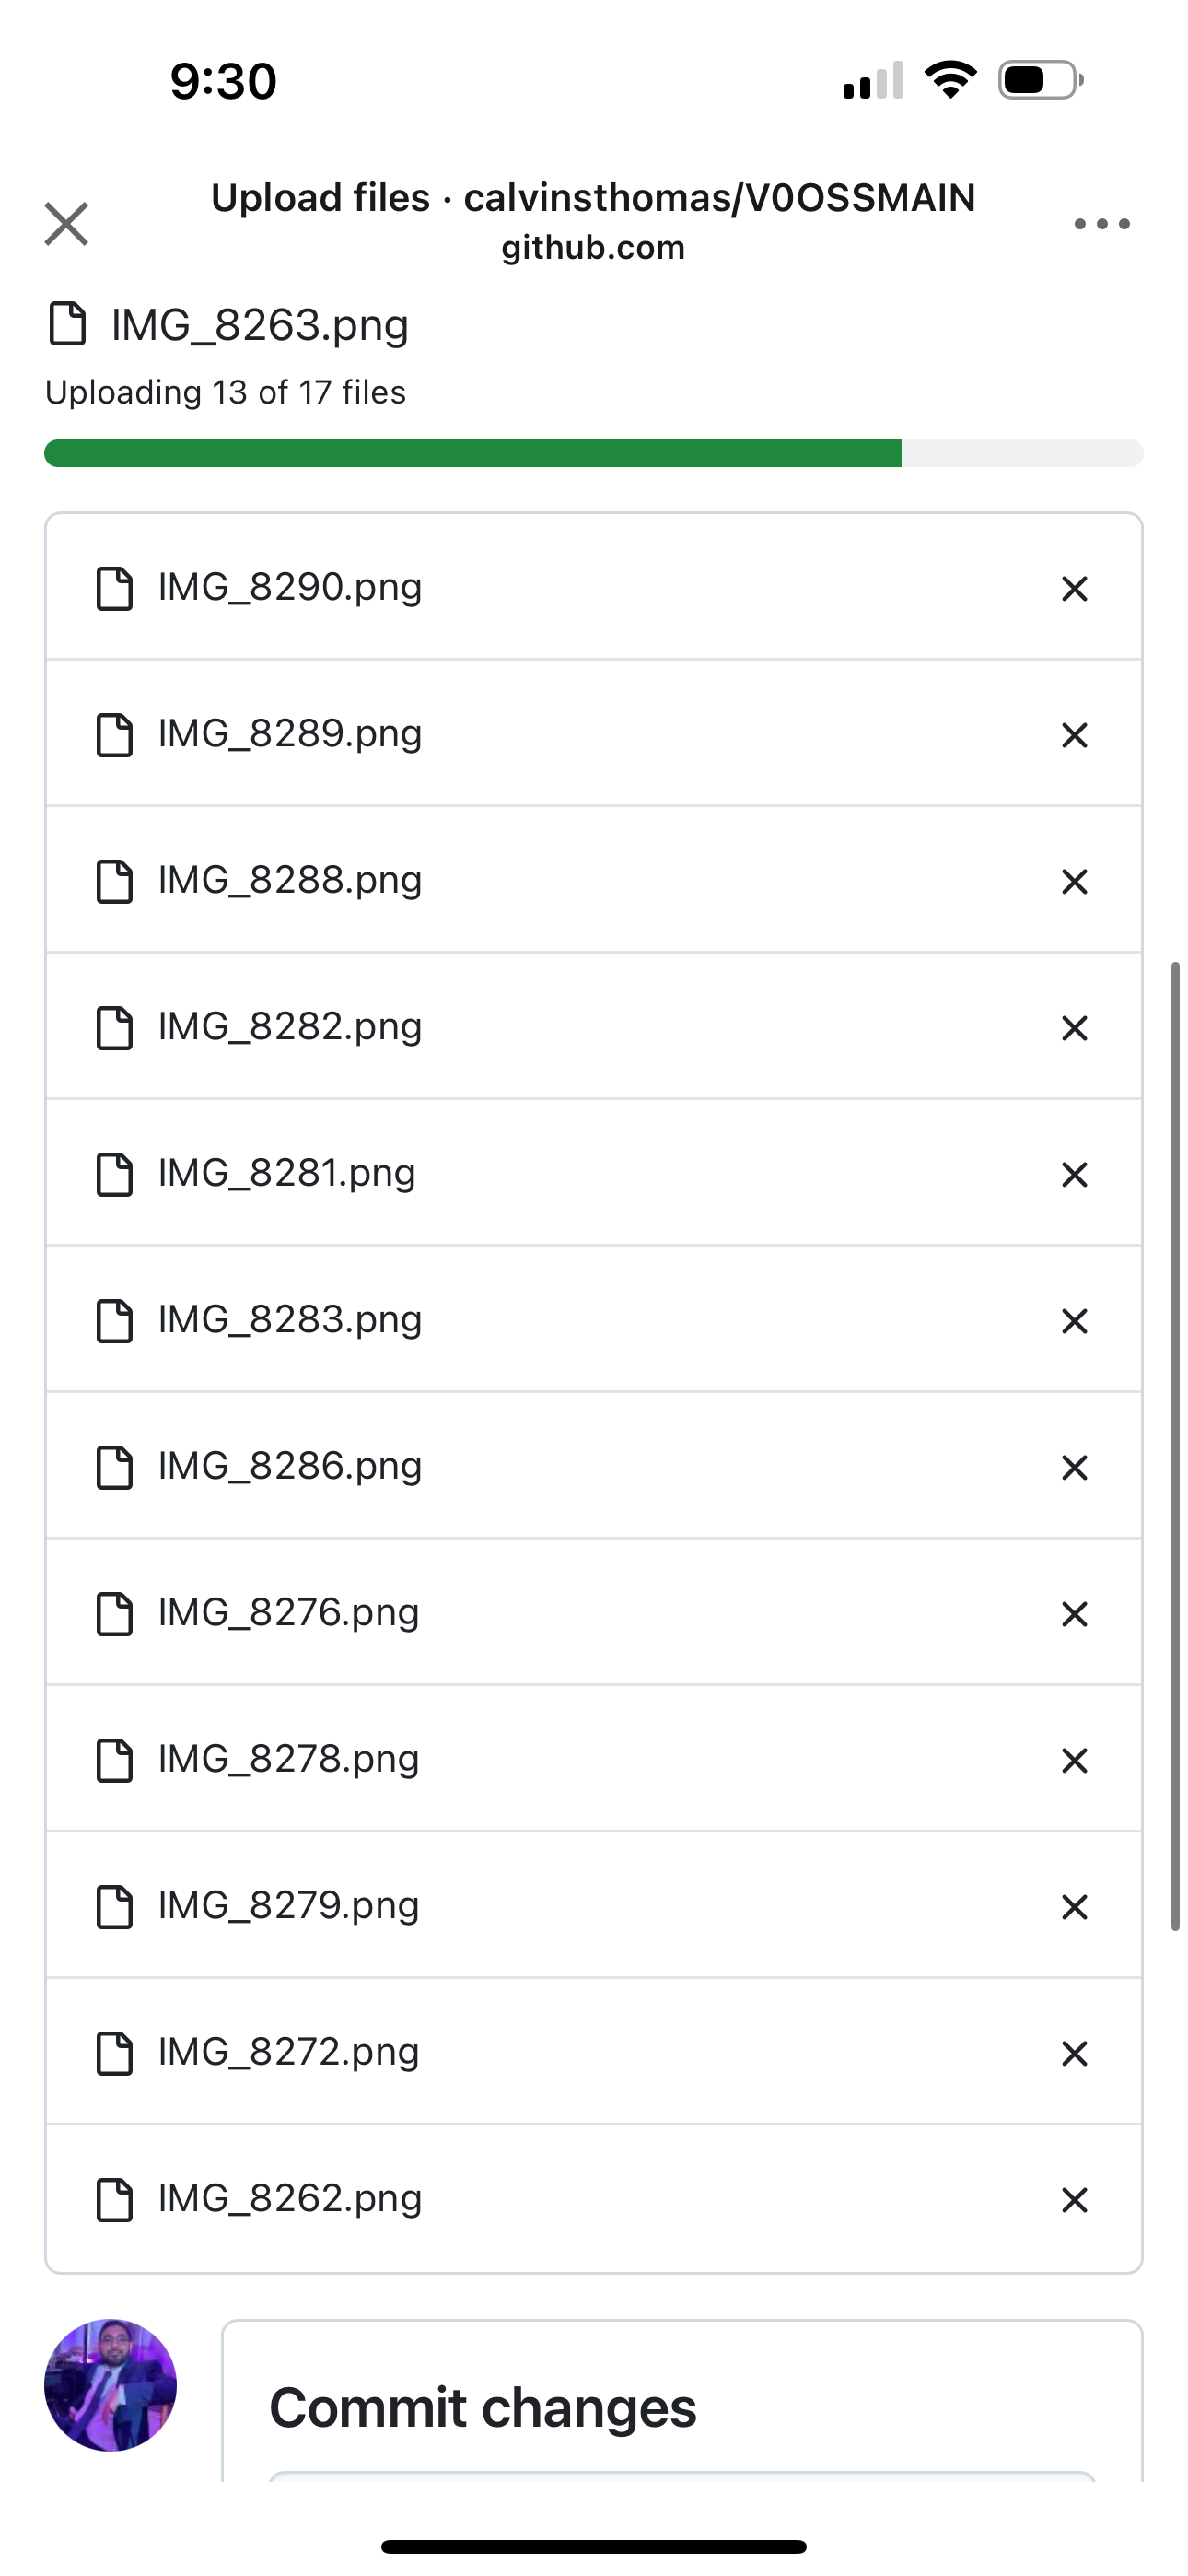 9:30
Upload files · calvinsthomas/V0OSSMAIN
github.com
IMG_8263.png
Uploading 13 of 17 files
IMG_8290.png
IMG_8289.png
IMG_8288.png
IMG_8282.png
IMG_8281.png
IMG_8283.png
IMG_8286.png
IMG_8276.png
IMG_8278.png
IMG_8279.png
IMG_8272.png
IMG_8262.png
Commit changes